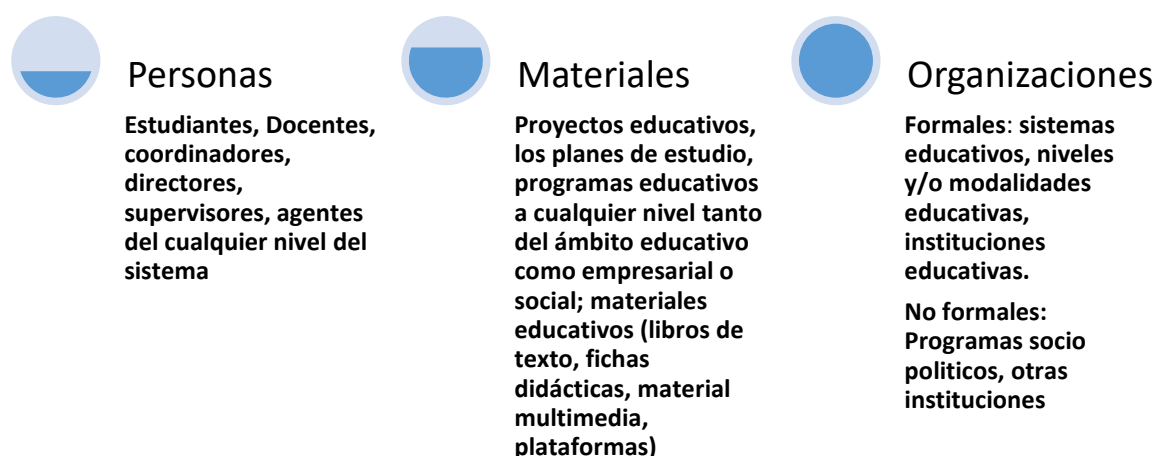 Personas
Estudiantes, Docentes,
coordinadores,
directores,
supervisores, agentes
del cualquier nivel del
sistema
Materiales
Proyectos educativos,
los planes de estudio,
programas educativos
a cualquier nivel tanto
del ámbito educativo
como empresarial o
social; materiales
educativos (libros de
texto, fichas
didácticas, material
multimedia,
plataformas)
Organizaciones
Formales: sistemas
educativos, niveles
y/o modalidades
educativas,
instituciones
educativas.
No formales:
Programas socio
politicos, otras
instituciones